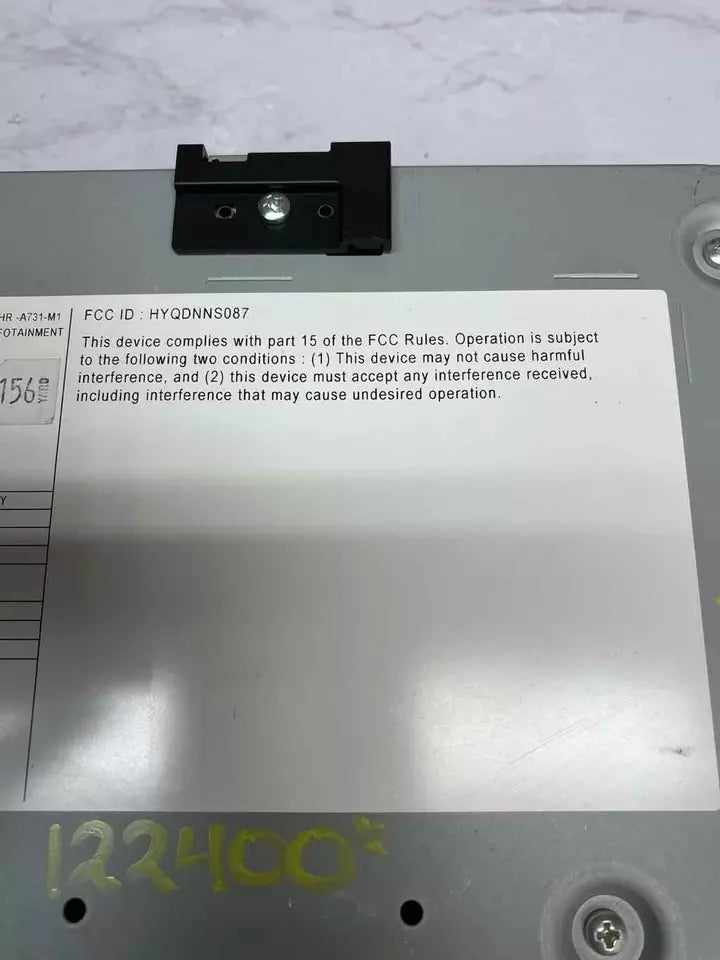 HR -A731-M1
FOTAINMENT
156
YARD
Y
FCC ID : HYQDNNS087
This device complies with part 15 of the FCC Rules. Operation is subject
to the following two conditions : (1) This device may not cause harmful
interference, and (2) this device must accept any interference received,
including interference that may cause undesired operation.
122400